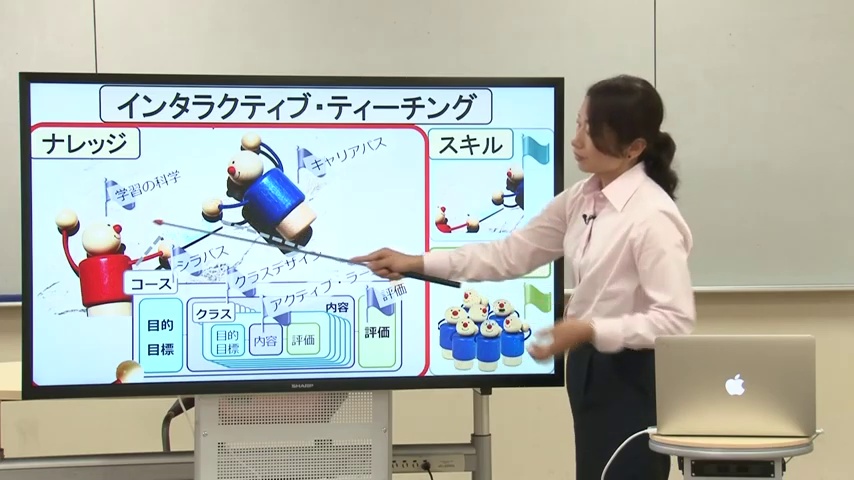 インタラクティブ・ティーチング
ナレッジ
スキル
学習の科学
キャリアパス
シラバス
クラスデザイン
アクティブ・ラー
評価
コース
目的
目標
クラス
目的
目標
内容
評価
内容
評価
SHARP